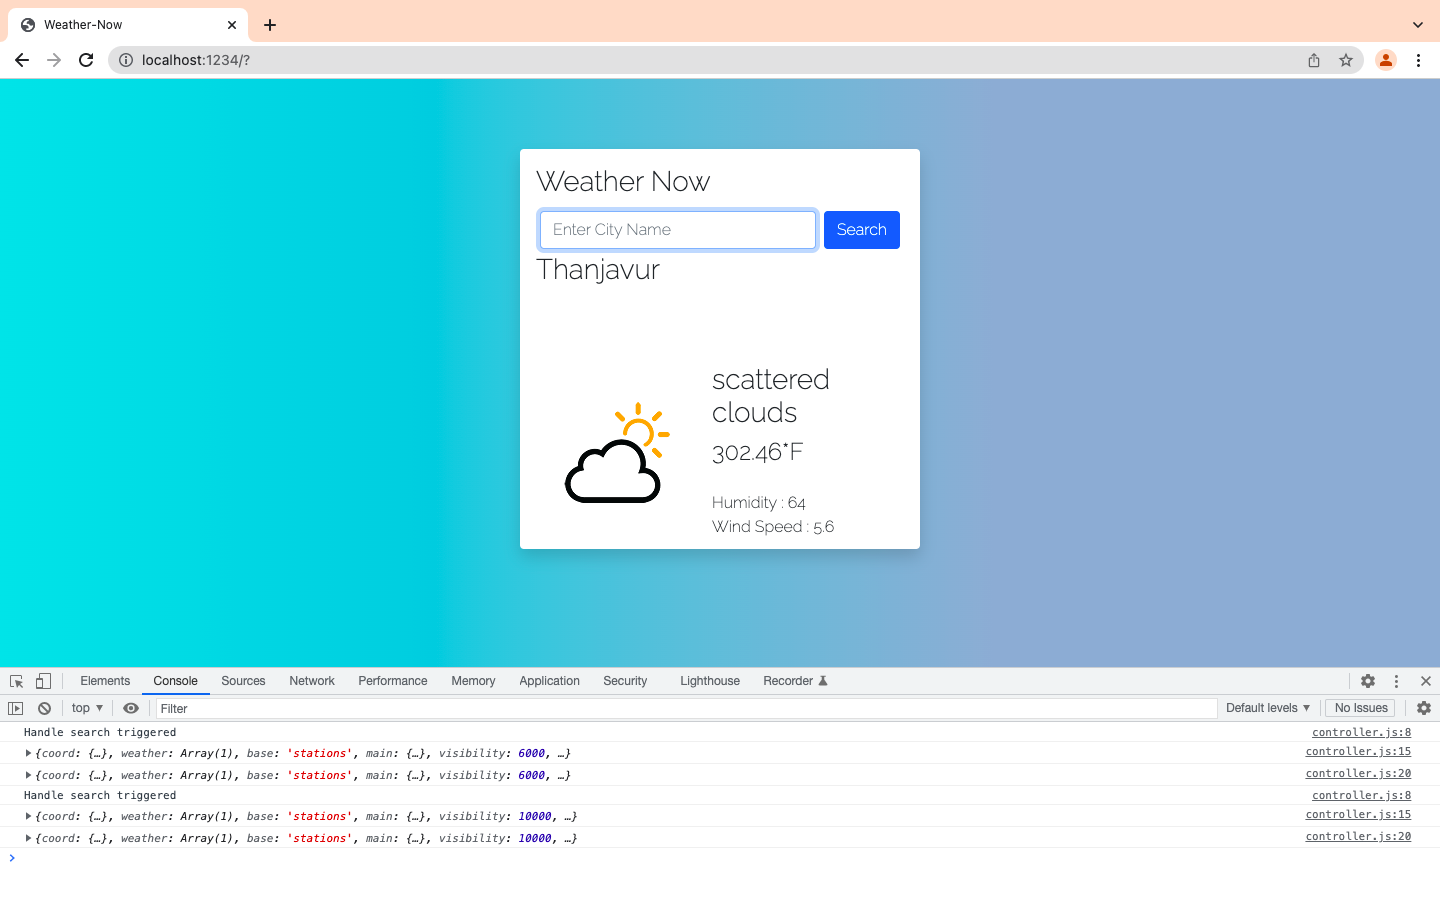 Weather-Now
localhost:1234/?
Weather Now
Enter City Name Search
Thanjavur
scattered
clouds
302.46*F
Humidity : 64
Wind Speed : 5.6
Elements Console Sources Network Performance Memory Application Security Lighthouse Recorder
top Filter Default levels No Issues
Handle search triggered controller.js:8
{coord: {…}, weather: Array(1), base: 'stations', main: {…}, visibility: 6000, …} controller.js:15
{coord: {…}, weather: Array(1), base: 'stations', main: {…}, visibility: 6000, …} controller.js:20
Handle search triggered controller.js:8
{coord: {…}, weather: Array(1), base: 'stations', main: {…}, visibility: 10000, …} controller.js:15
{coord: {…}, weather: Array(1), base: 'stations', main: {…}, visibility: 10000, …} controller.js:20